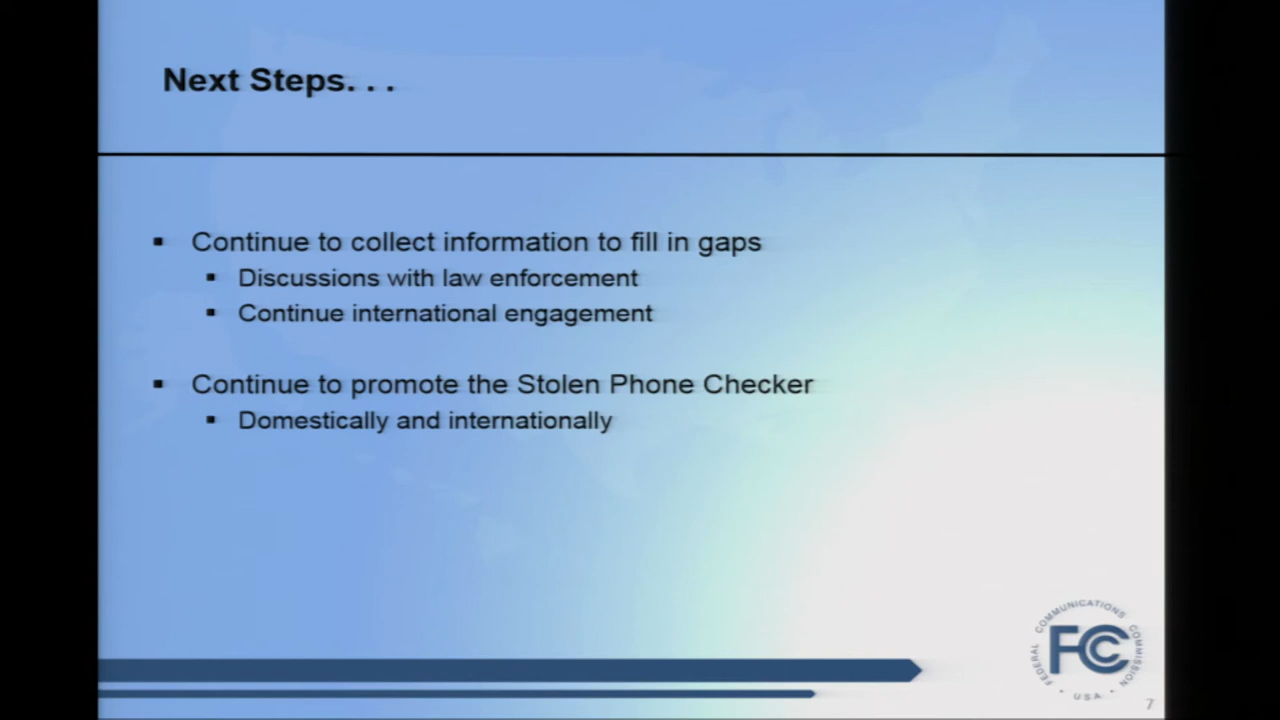 Next Steps. . .
▪ Continue to collect information to fill in gaps
▪ Discussions with law enforcement
▪ Continue international engagement
▪ Continue to promote the Stolen Phone Checker
▪ Domestically and internationally
FEDERAL COMMUNICATIONS COMMISSION
FCC
• USA •
7